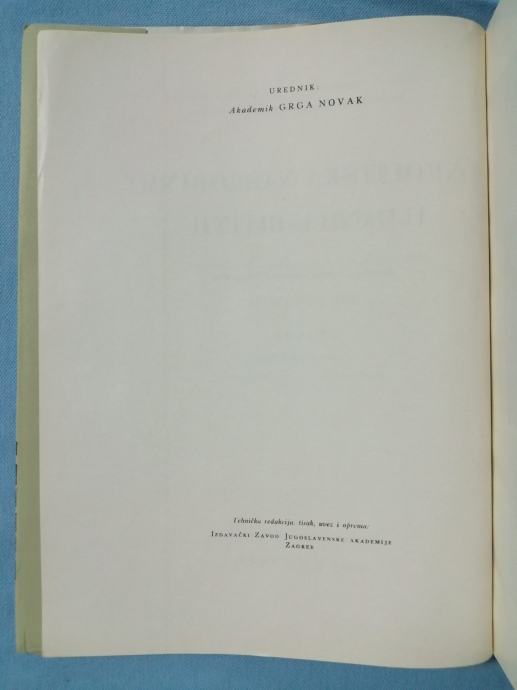 UREDNIK:
Akademik GRGA NOVAK
Tehnička redakcija, tisak, uvez i oprema:
IZDAVAČKI ZAVOD JUGOSLAVENSKE AKADEMIJE
ZAGREB